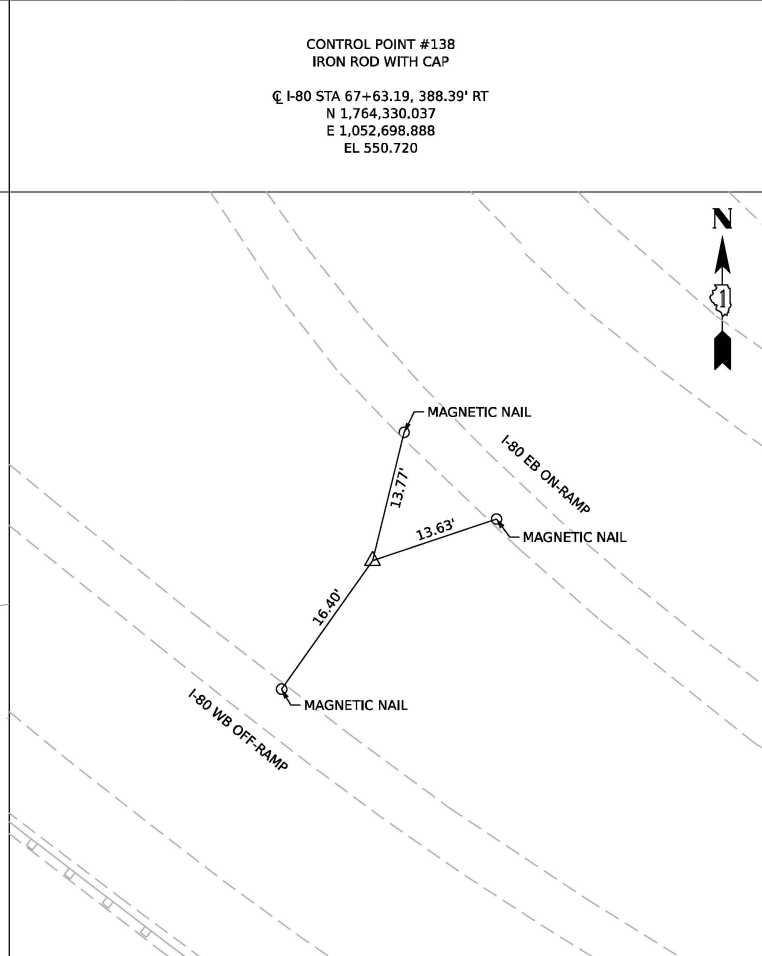 CONTROL POINT #138
IRON ROD WITH CAP
℄ I-80 STA 67+63.19, 388.39' RT
N 1,764,330.037
E 1,052,698.888
EL 550.720
N
1
MAGNETIC NAIL
I-80 EB ON-RAMP
13.77'
13.63'
MAGNETIC NAIL
16.40'
MAGNETIC NAIL
I-80 WB OFF-RAMP